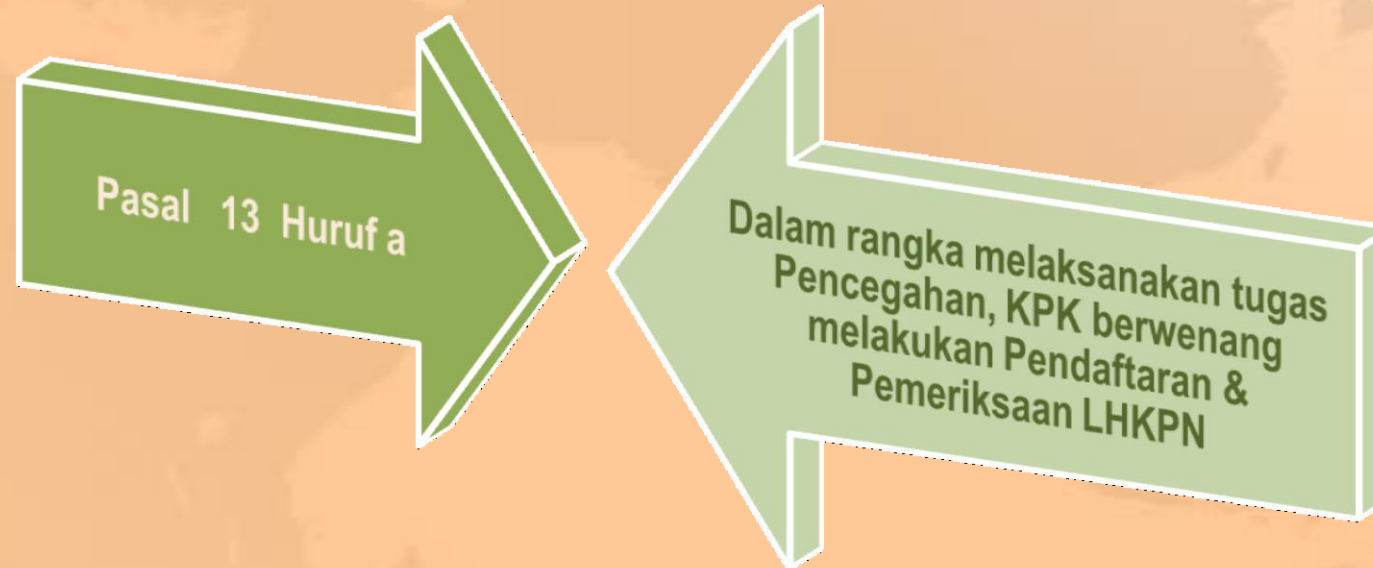 Pasal 13 Huruf a
Dalam rangka melaksanakan tugas
Pencegahan, KPK berwenang
melakukan Pendaftaran &
Pemeriksaan LHKPN